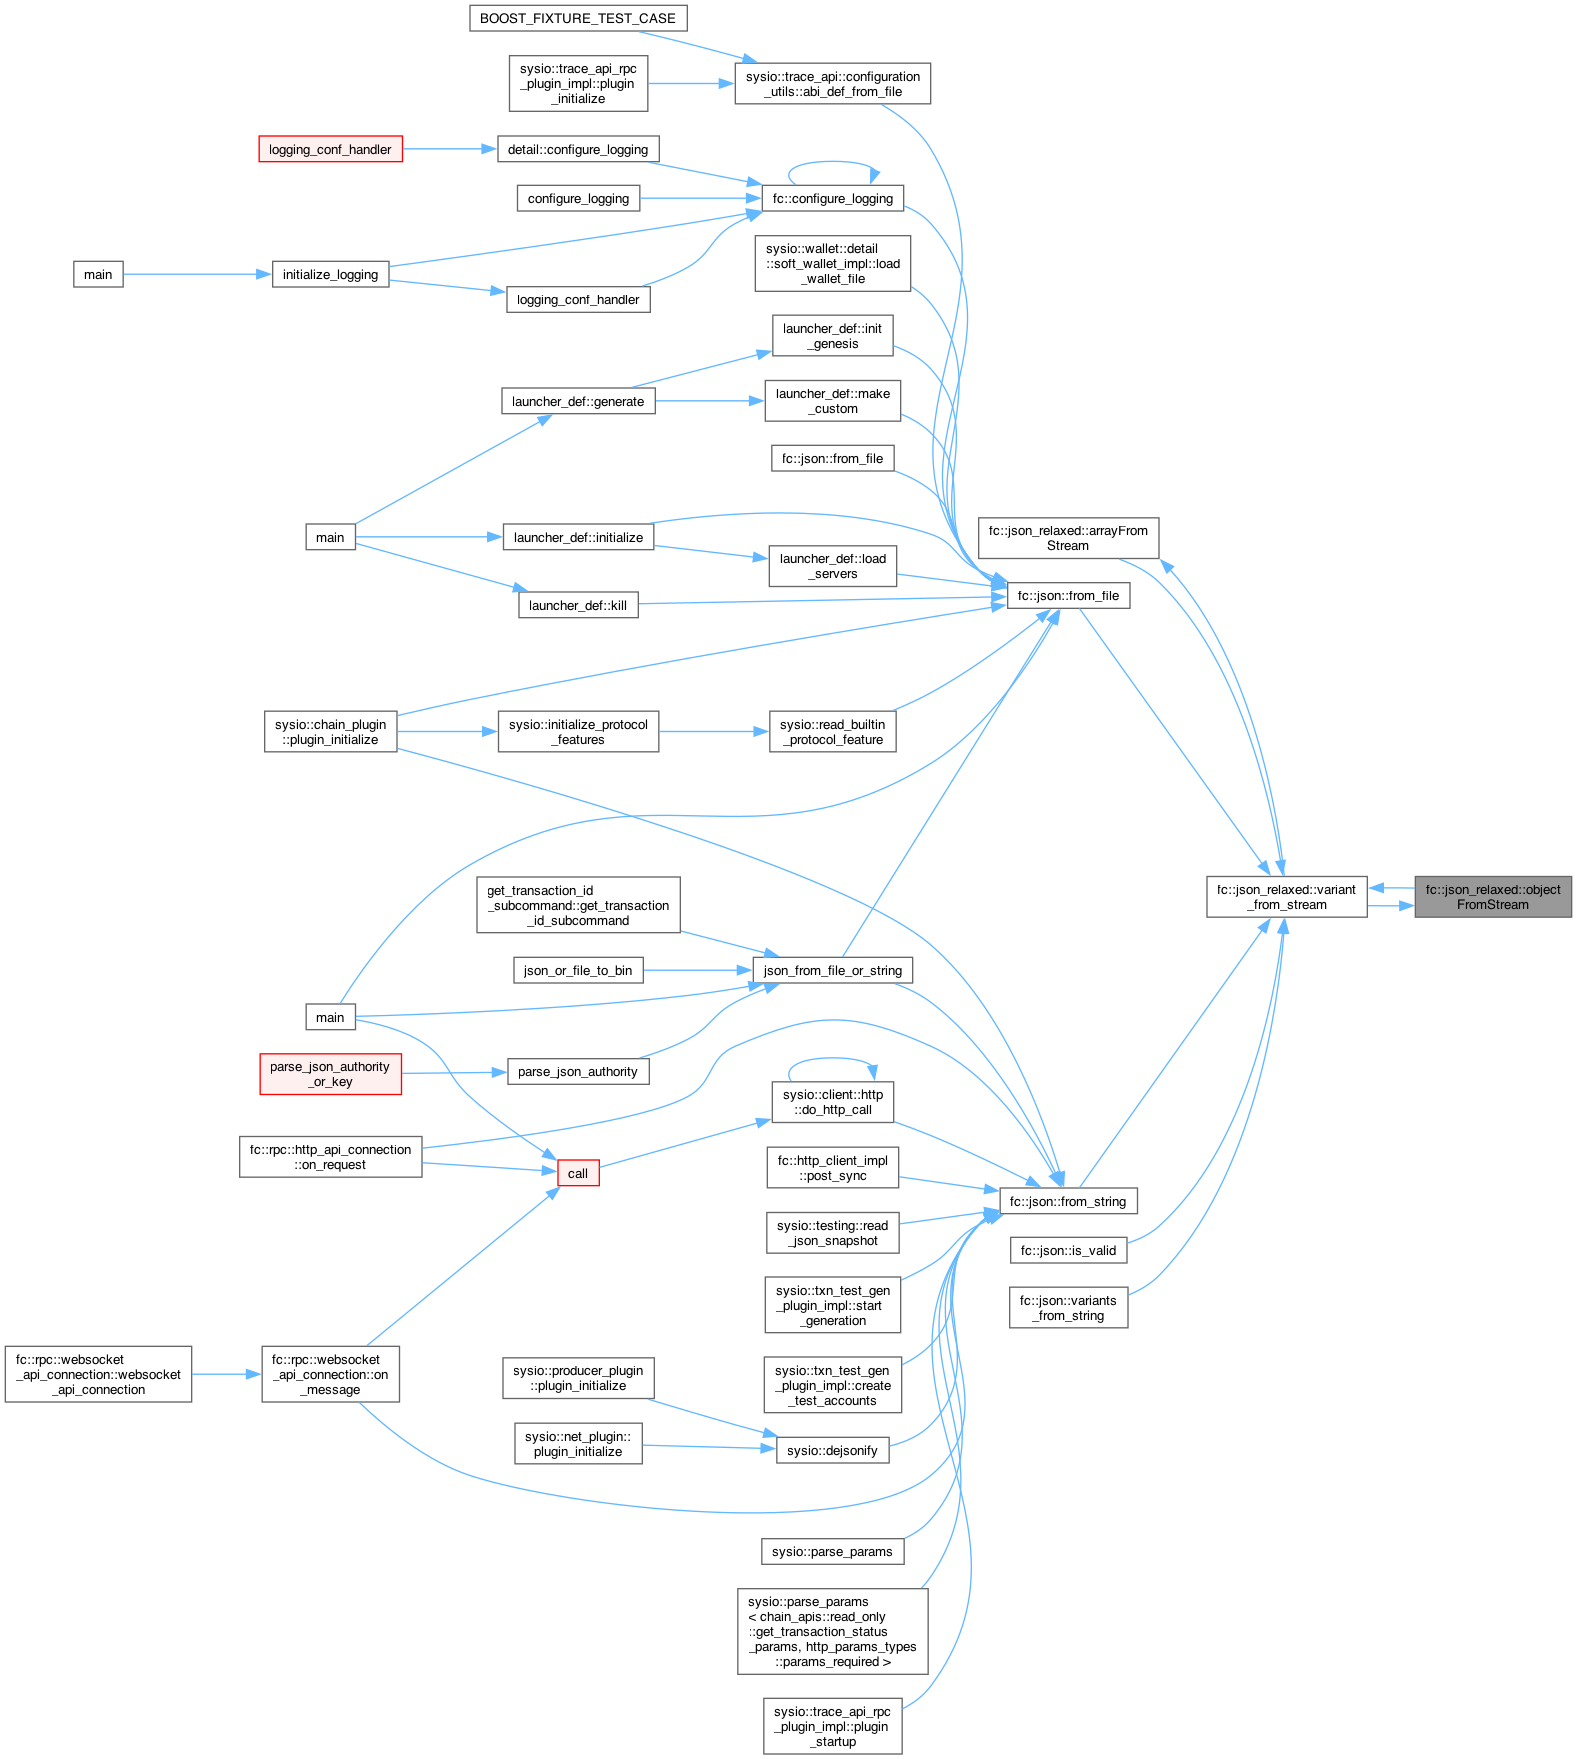 BOOST_FIXTURE_TEST_CASE
sysio::trace_api_rpc
_plugin_impl::plugin
_initialize
sysio::trace_api::configuration
_utils::abi_def_from_file
logging_conf_handler
detail::configure_logging
configure_logging
fc::configure_logging
sysio::wallet::detail
::soft_wallet_impl::load
_wallet_file
main
initialize_logging
logging_conf_handler
launcher_def::init
_genesis
launcher_def::generate
launcher_def::make
_custom
fc::json::from_file
main
launcher_def::initialize
launcher_def::load
_servers
launcher_def::kill
fc::json_relaxed::arrayFrom
Stream
fc::json::from_file
sysio::chain_plugin
::plugin_initialize
sysio::initialize_protocol
_features
sysio::read_builtin
_protocol_feature
get_transaction_id
_subcommand::get_transaction
_id_subcommand
json_or_file_to_bin
json_from_file_or_string
fc::json_relaxed::variant
_from_stream
fc::json_relaxed::object
FromStream
main
parse_json_authority
_or_key
parse_json_authority
sysio::client::http
::do_http_call
fc::rpc::http_api_connection
::on_request
call
fc::http_client_impl
::post_sync
fc::json::from_string
sysio::testing::read
_json_snapshot
fc::json::is_valid
sysio::txn_test_gen
_plugin_impl::start
_generation
fc::json::variants
_from_string
fc::rpc::websocket
_api_connection::websocket
_api_connection
fc::rpc::websocket
_api_connection::on
_message
sysio::producer_plugin
::plugin_initialize
sysio::txn_test_gen
_plugin_impl::create
_test_accounts
sysio::net_plugin::
plugin_initialize
sysio::dejsonify
sysio::parse_params
sysio::parse_params
< chain_apis::read_only
::get_transaction_status
_params, http_params_types
::params_required >
sysio::trace_api_rpc
_plugin_impl::plugin
_startup